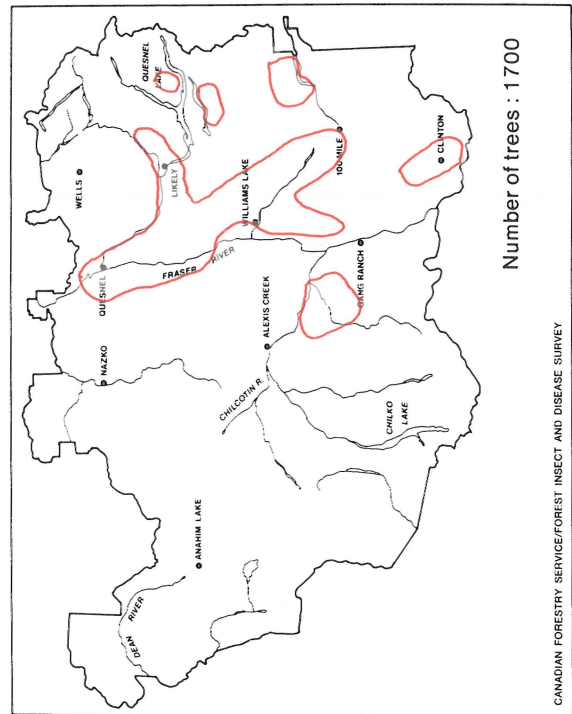 WELLS
QUESNEL
NAZKO
DEAN
RIVER
QUESNEL
LAKE
FRASER
RIVER
LIKELY
ANAHIM LAKE
CHILCOTIN R.
WILLIAMS LAKE
ALEXIS CREEK
100 MILE
GANG RANCH
CHILKO
LAKE
CLINTON
Number of trees : 1700
CANADIAN FORESTRY SERVICE/FOREST INSECT AND DISEASE SURVEY